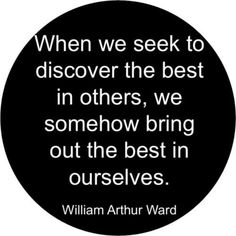 When we seek to
discover the best
in others, we
somehow bring
out the best in
ourselves.
William Arthur Ward